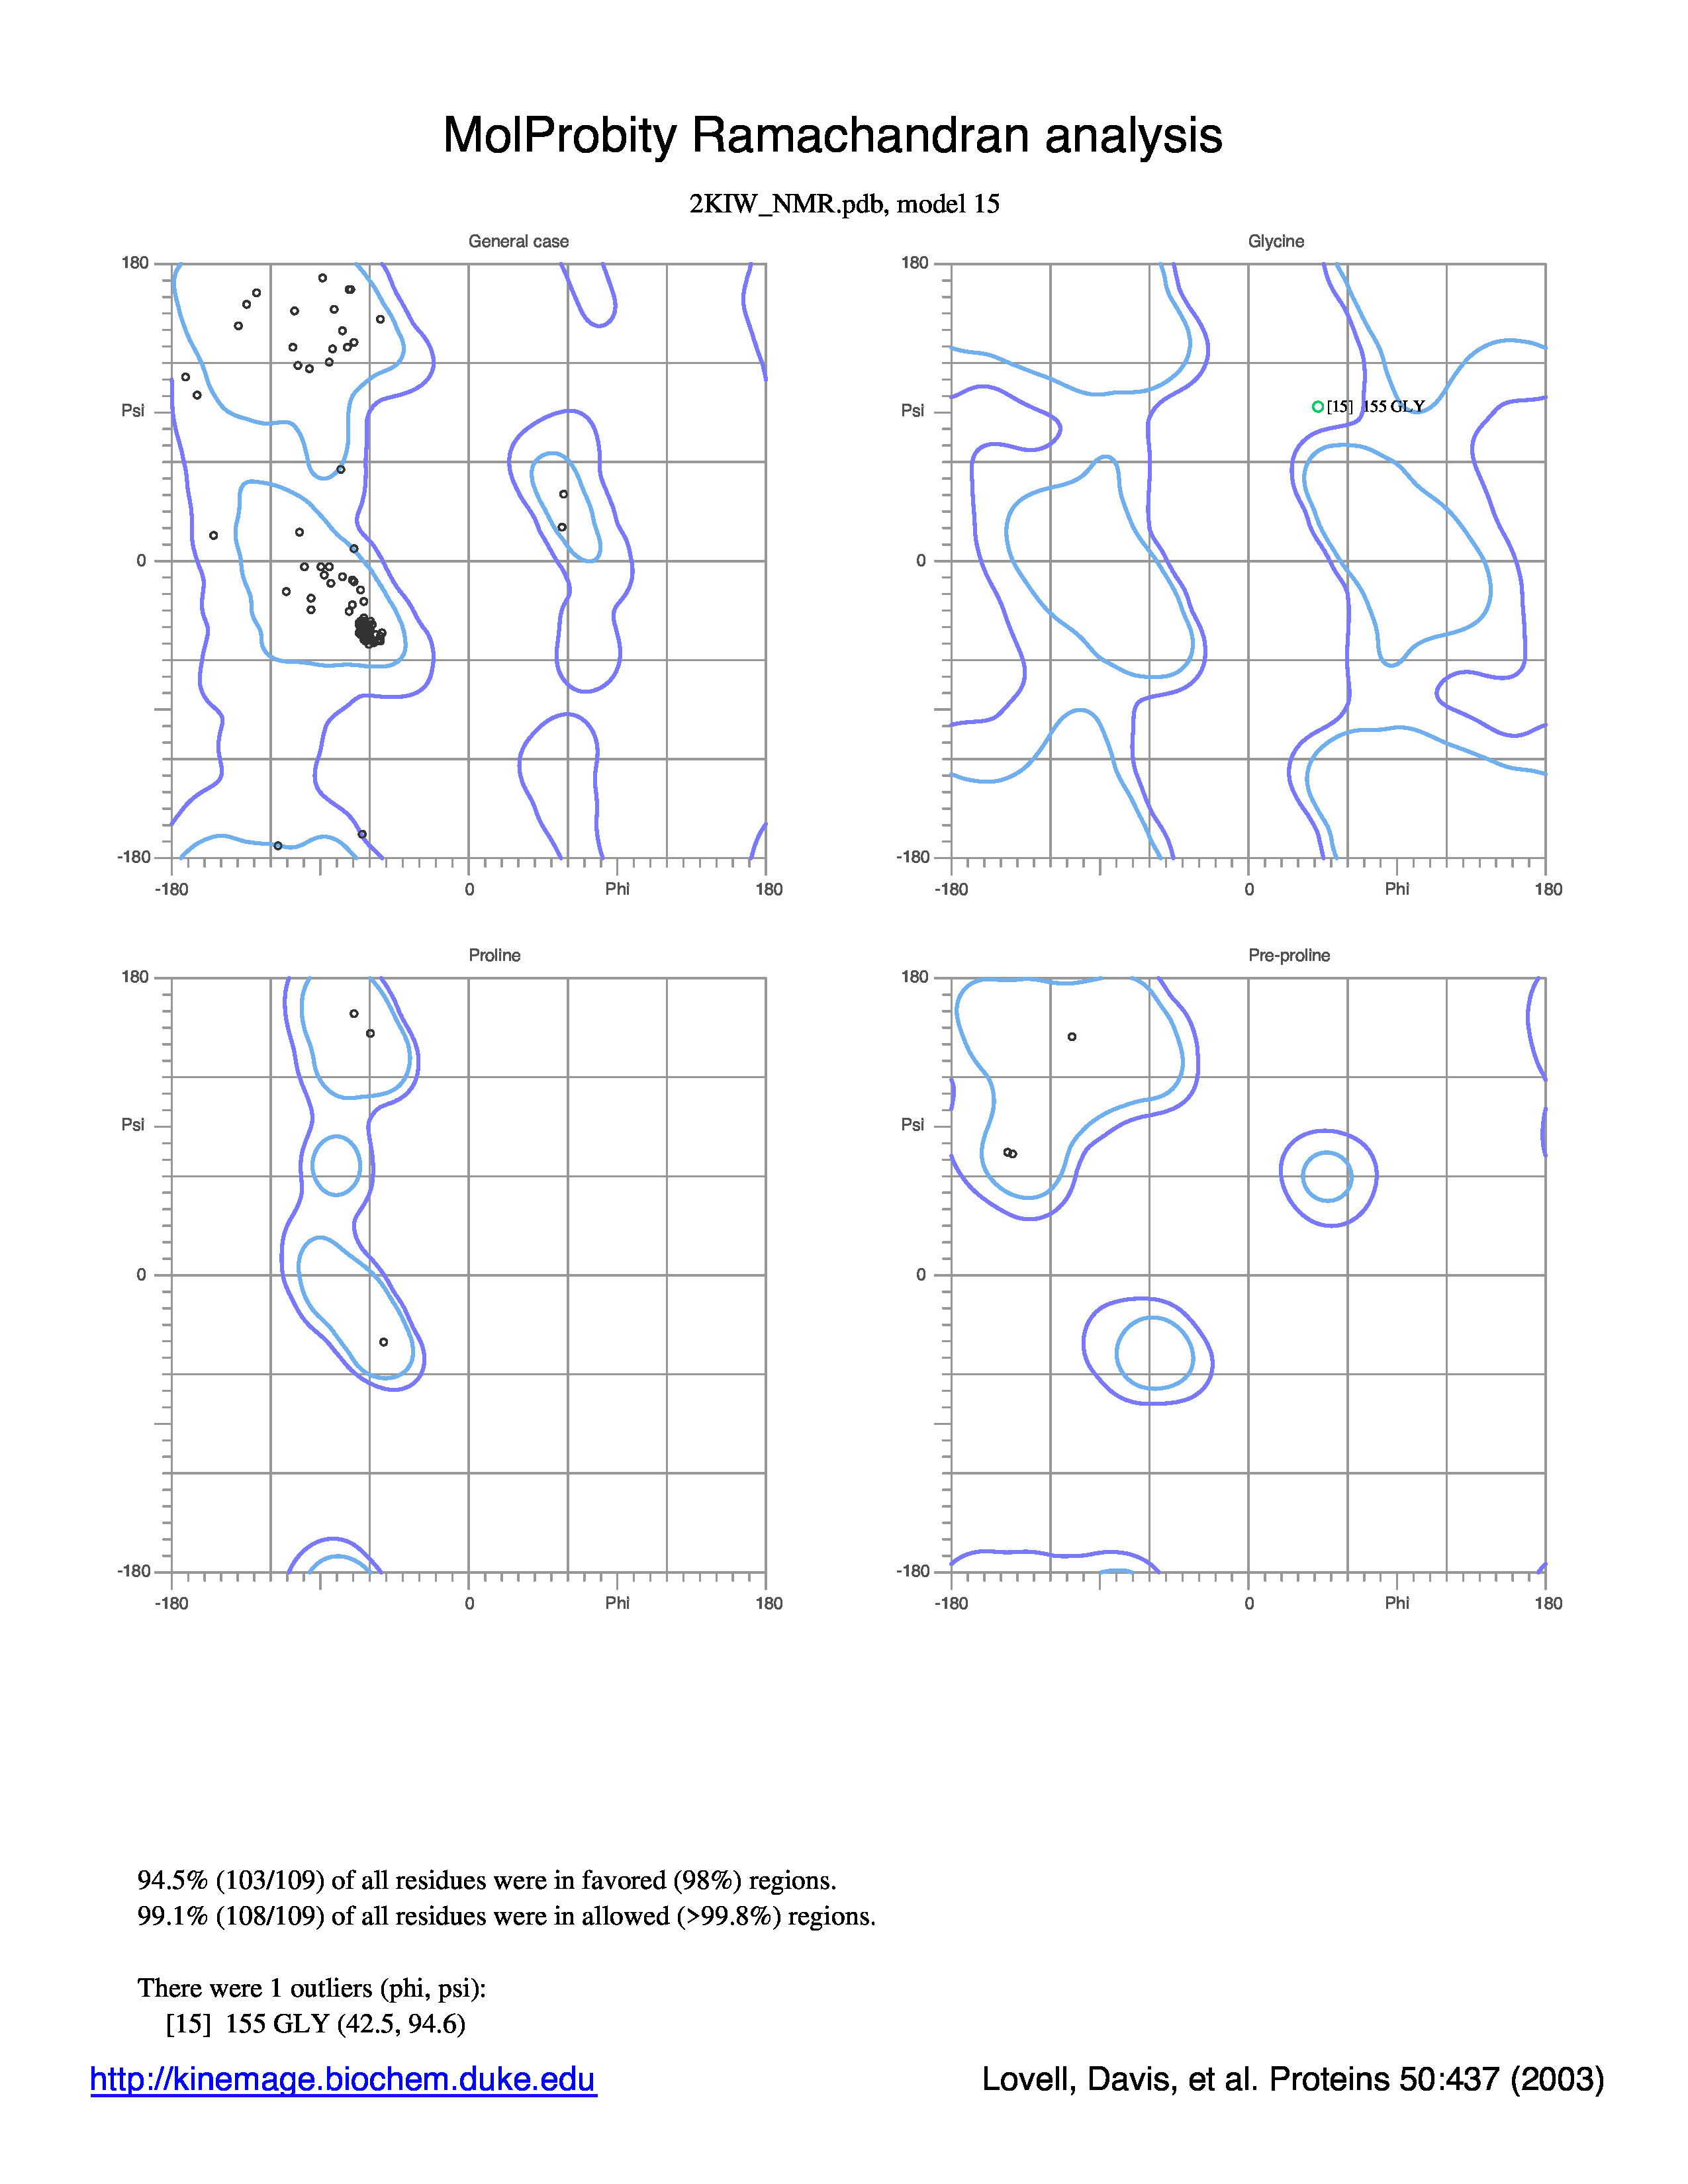 MolProbity Ramachandran analysis
2KIW_NMR.pdb, model 15
General case
180
Psi
0
-180
-180
0
Phi
180
Glycine
180
Psi
0
-180
-180
0
Phi
180
[15] 155 GLY
Proline
180
Psi
0
-180
-180
0
Phi
180
Pre-proline
180
Psi
0
-180
-180
0
Phi
180
94.5% (103/109) of all residues were in favored (98%) regions.
99.1% (108/109) of all residues were in allowed (>99.8%) regions.
There were 1 outliers (phi, psi):
[15] 155 GLY (42.5, 94.6)
http://kinemage.biochem.duke.edu
Lovell, Davis, et al. Proteins 50:437 (2003)